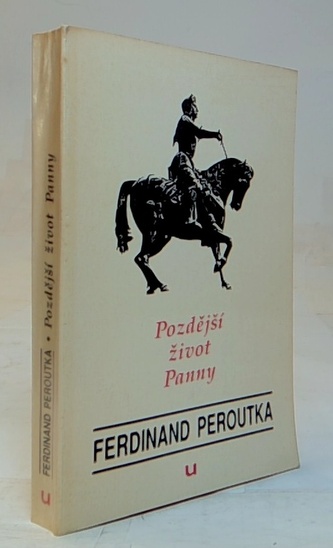 Pozdější
život
Panny
FERDINAND PEROUTKA
u
FERDINAND PEROUTKA • Pozdější život Panny
u